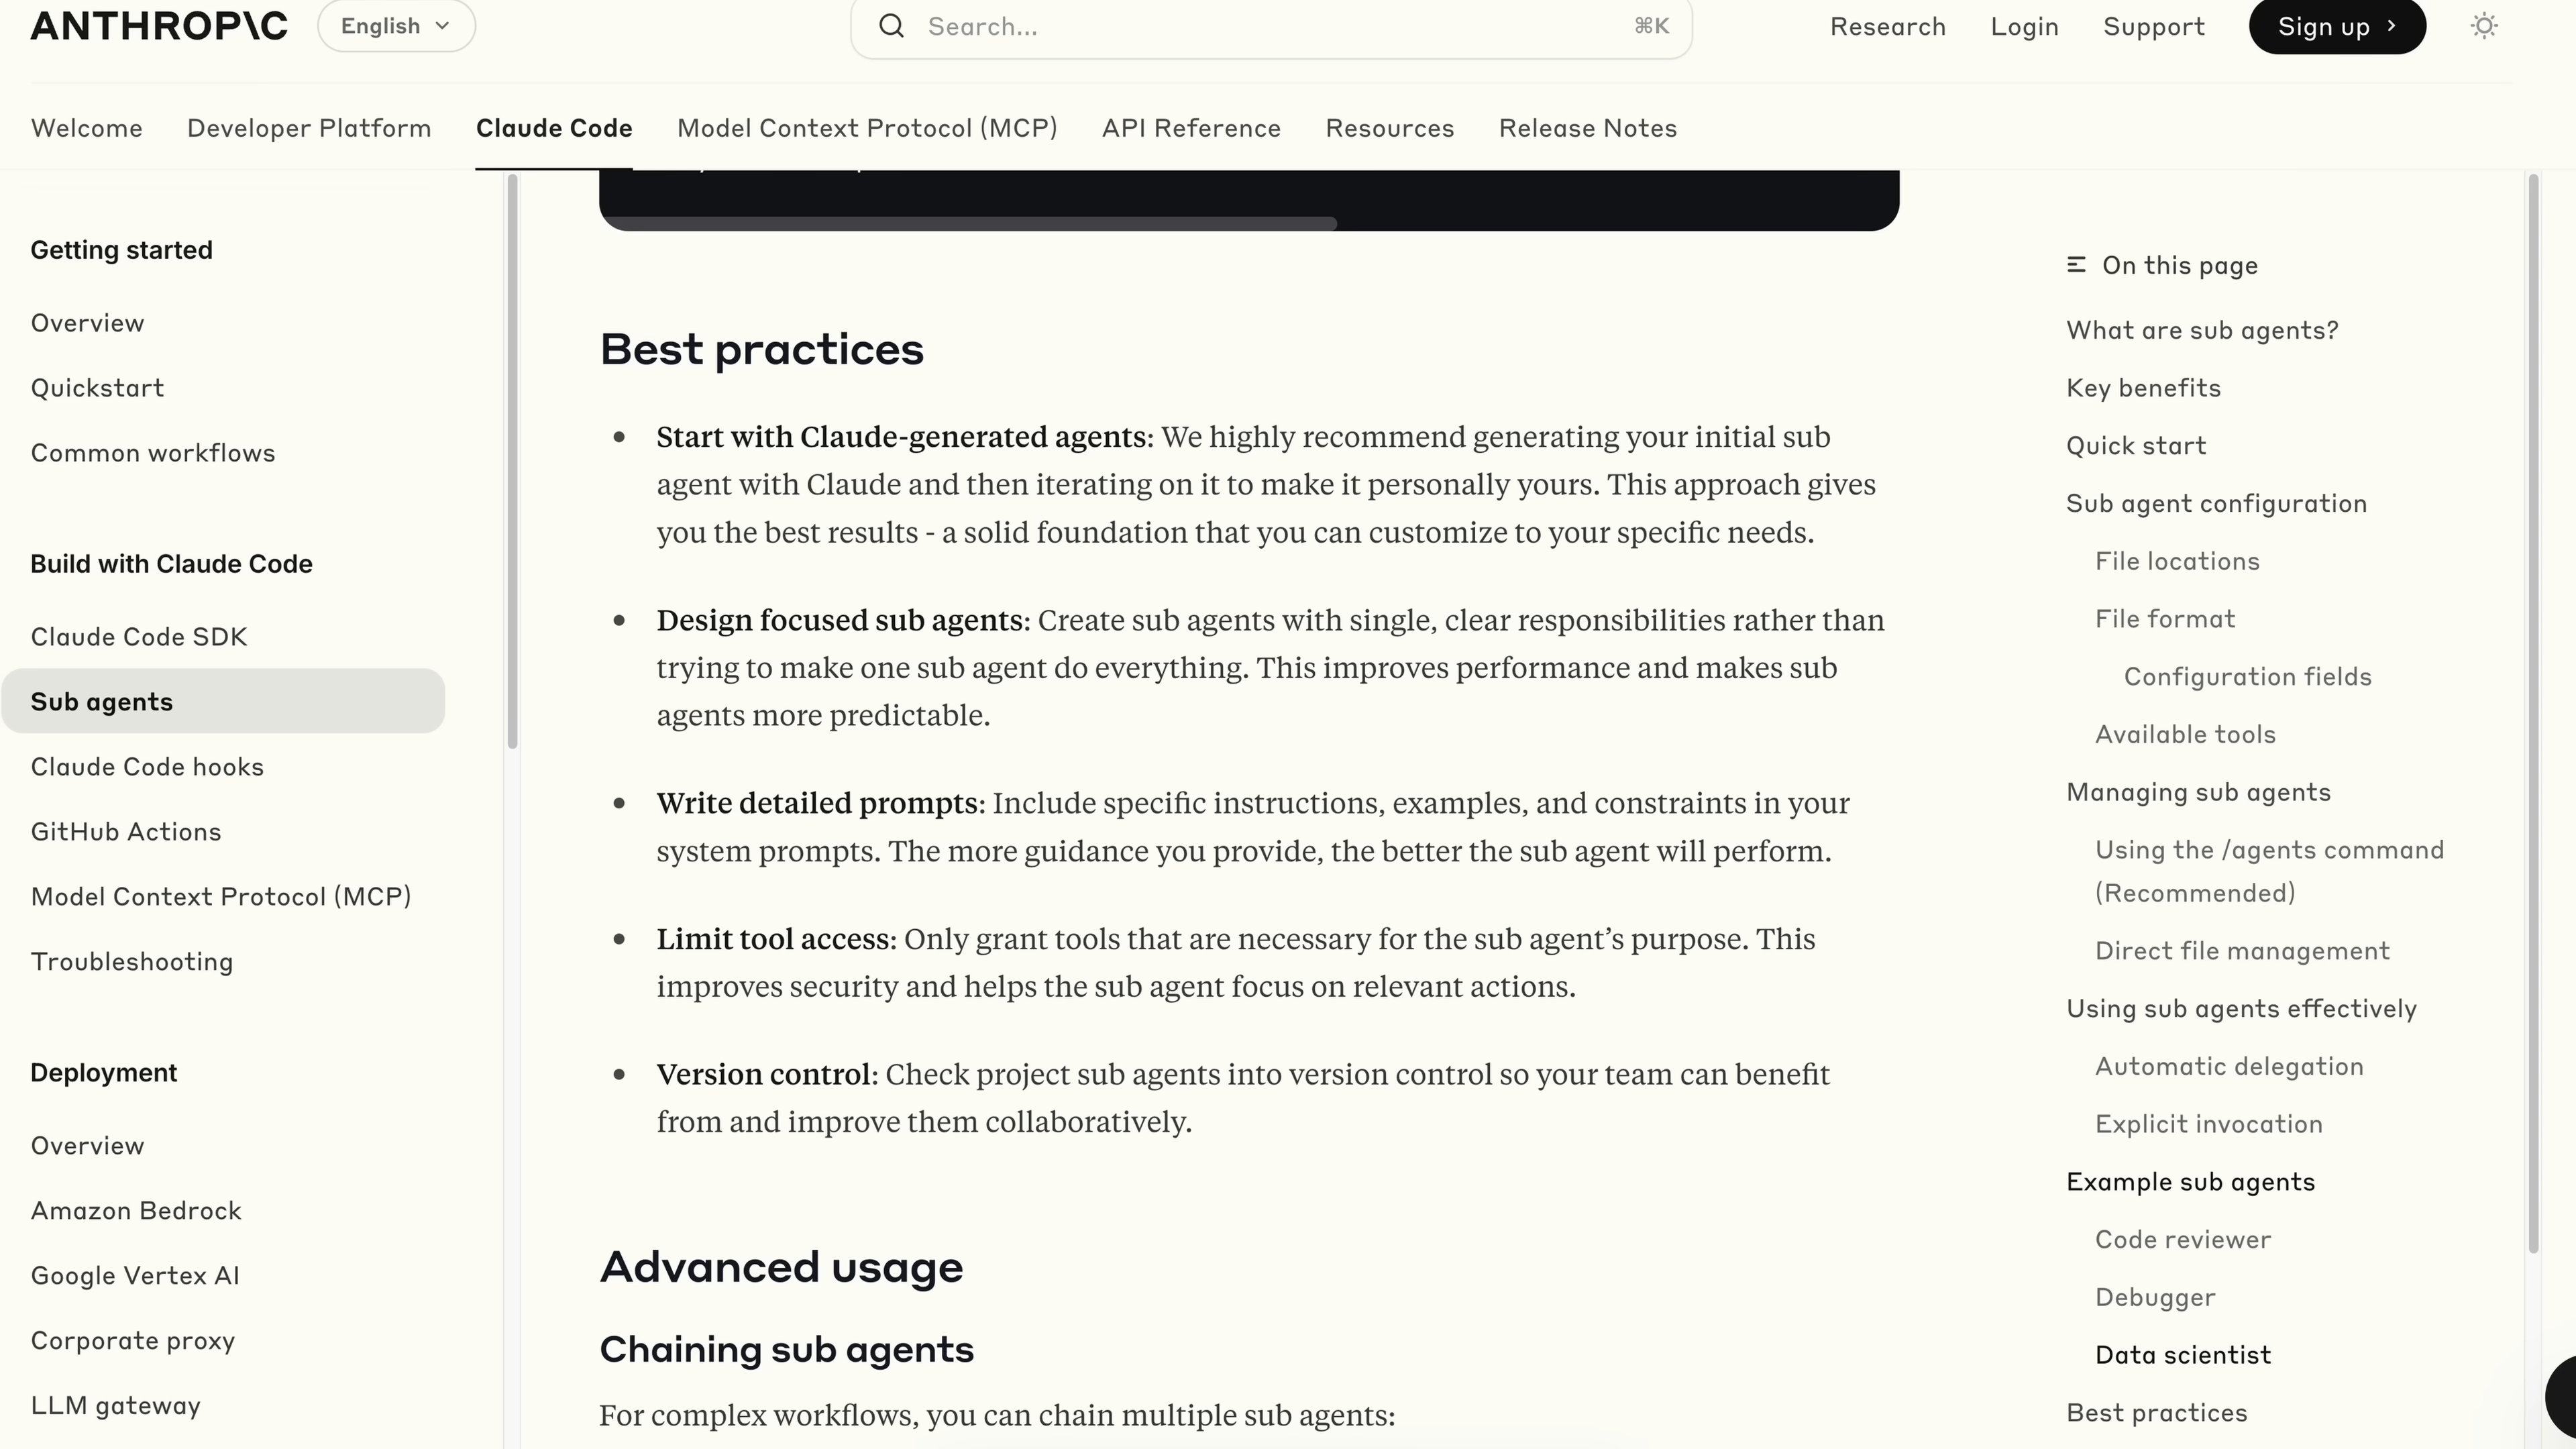 ANTHROP\C
English
Search...
⌘K
Research
Login
Support
Sign up
Welcome
Developer Platform
Claude Code
Model Context Protocol (MCP)
API Reference
Resources
Release Notes
Getting started
Overview
Quickstart
Common workflows
Build with Claude Code
Claude Code SDK
Sub agents
Claude Code hooks
GitHub Actions
Model Context Protocol (MCP)
Troubleshooting
Deployment
Overview
Amazon Bedrock
Google Vertex AI
Corporate proxy
LLM gateway
Best practices
Start with Claude-generated agents: We highly recommend generating your initial sub
agent with Claude and then iterating on it to make it personally yours. This approach gives
you the best results - a solid foundation that you can customize to your specific needs.
Design focused sub agents: Create sub agents with single, clear responsibilities rather than
trying to make one sub agent do everything. This improves performance and makes sub
agents more predictable.
Write detailed prompts: Include specific instructions, examples, and constraints in your
system prompts. The more guidance you provide, the better the sub agent will perform.
Limit tool access: Only grant tools that are necessary for the sub agent’s purpose. This
improves security and helps the sub agent focus on relevant actions.
Version control: Check project sub agents into version control so your team can benefit
from and improve them collaboratively.
Advanced usage
Chaining sub agents
For complex workflows, you can chain multiple sub agents:
On this page
What are sub agents?
Key benefits
Quick start
Sub agent configuration
File locations
File format
Configuration fields
Available tools
Managing sub agents
Using the /agents command
(Recommended)
Direct file management
Using sub agents effectively
Automatic delegation
Explicit invocation
Example sub agents
Code reviewer
Debugger
Data scientist
Best practices